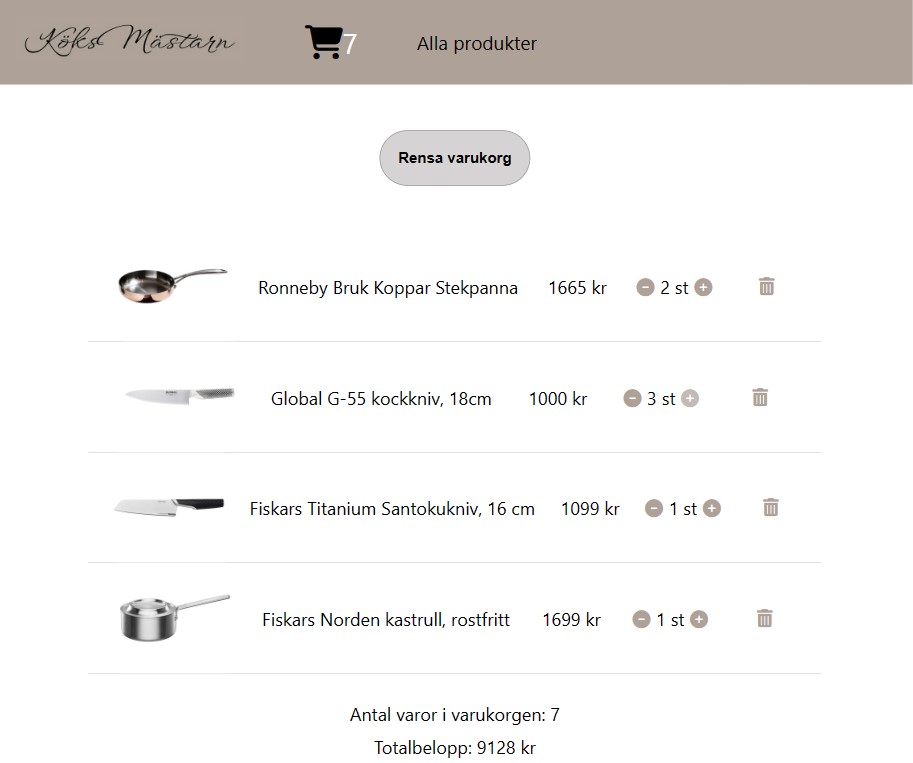 Köks Mästarn
7
Alla produkter
Rensa varukorg
Ronneby Bruk Koppar Stekpanna 1665 kr 2 st
Global G-55 kockkniv, 18cm 1000 kr 3 st
Fiskars Titanium Santokukniv, 16 cm 1099 kr 1 st
Fiskars Norden kastrull, rostfritt 1699 kr 1 st
Antal varor i varukorgen: 7
Totalbelopp: 9128 kr